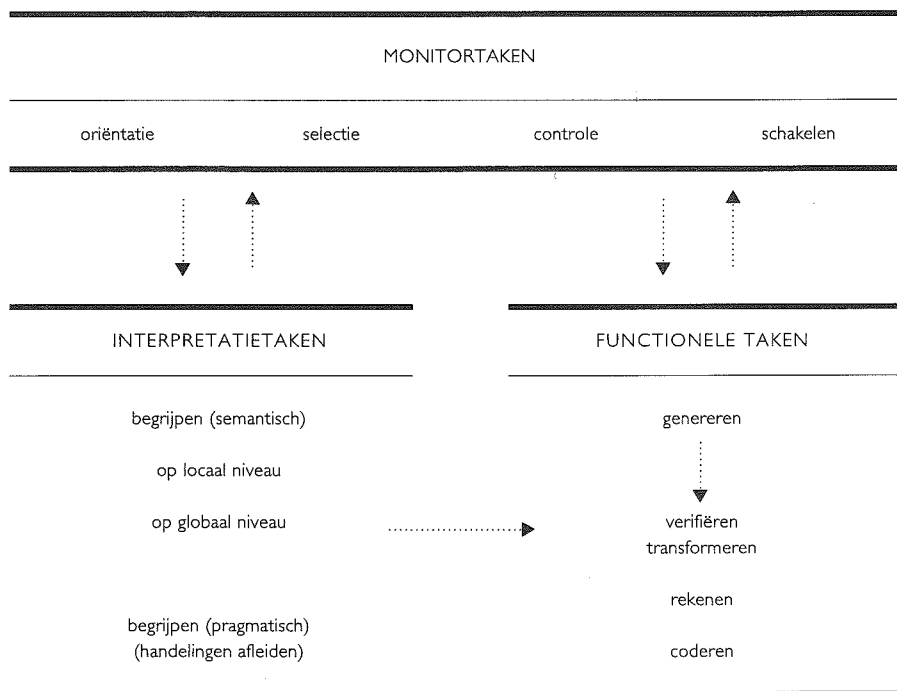 MONITORTAKEN
oriëntatie selectie controle schakelen
INTERPRETATIETAKEN
FUNCTIONELE TAKEN
begrijpen (semantisch)
op locaal niveau
op globaal niveau
begrijpen (pragmatisch)
(handelingen afleiden)
genereren
verifiëren
transformeren
rekenen
coderen